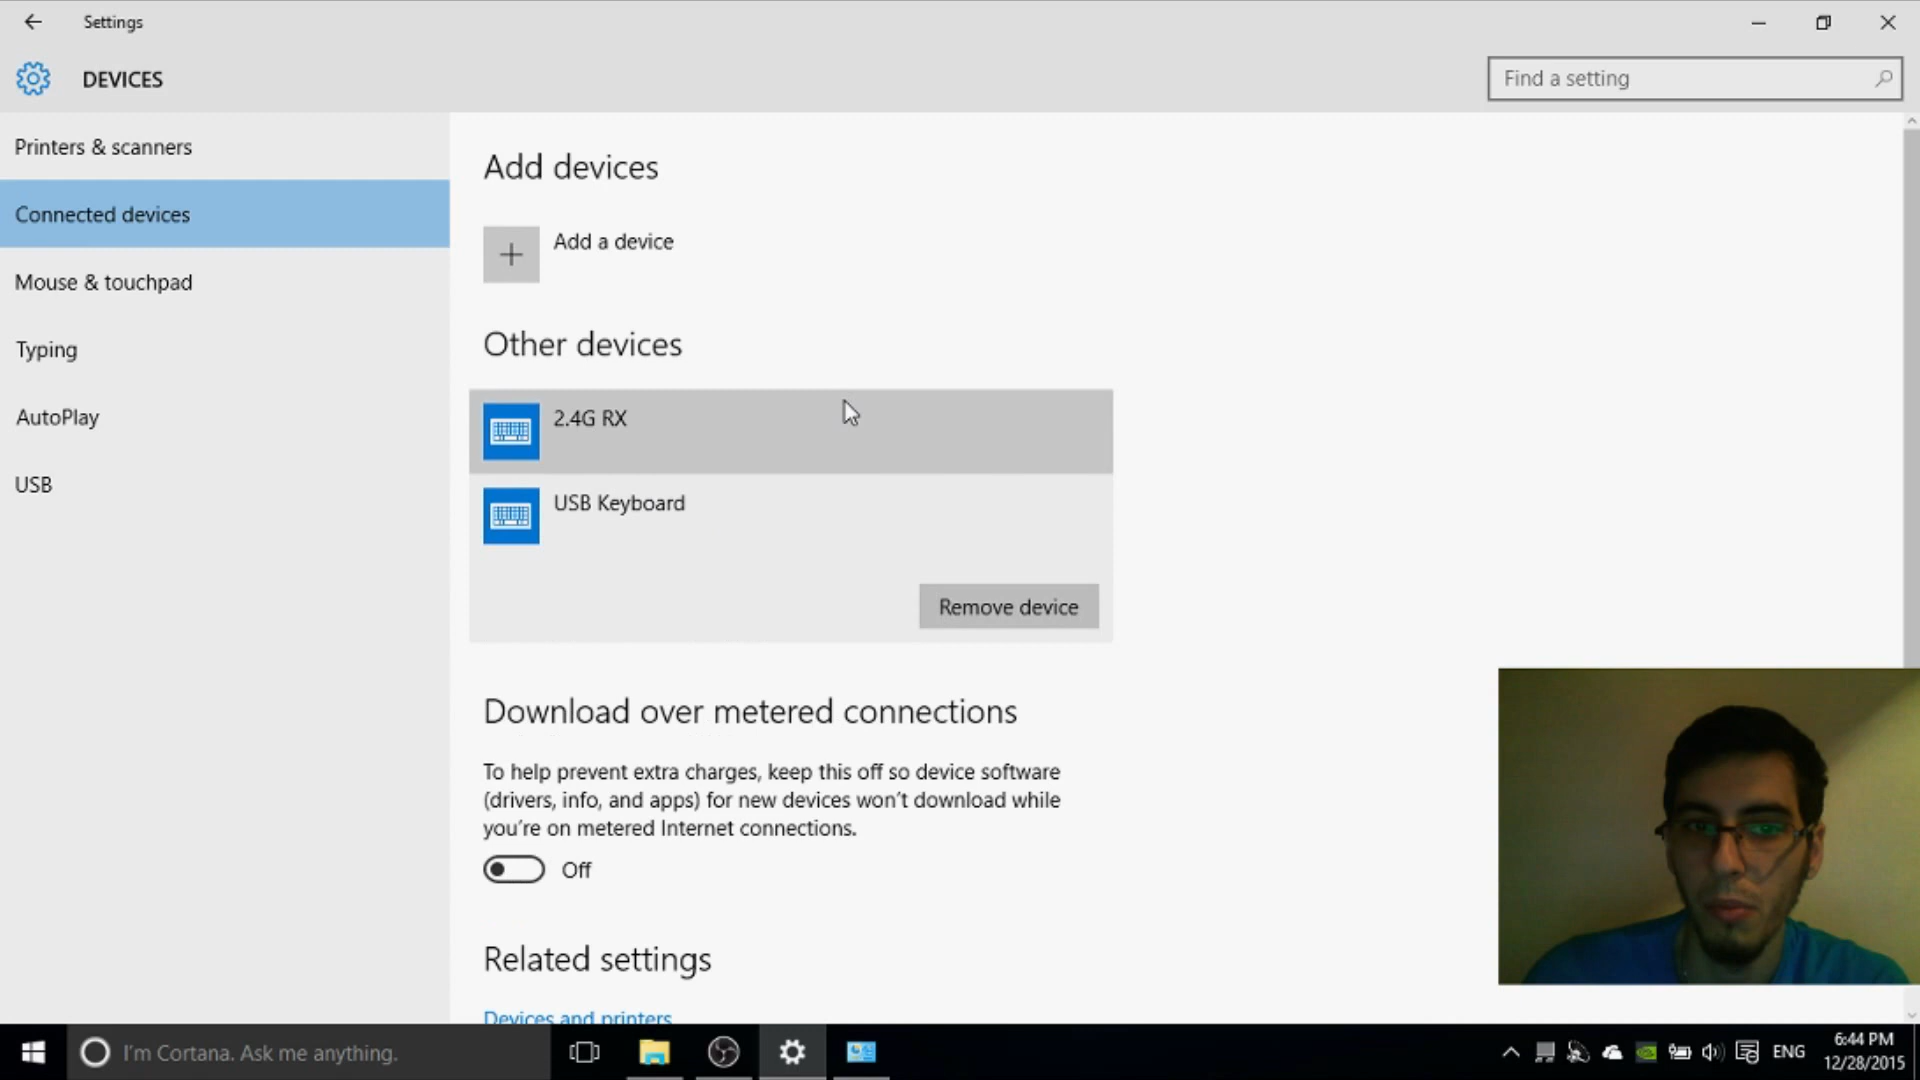 Settings
DEVICES
Find a setting
Printers & scanners
Connected devices
Mouse & touchpad
Typing
AutoPlay
USB
Add devices
Add a device
Other devices
2.4G RX
USB Keyboard
Remove device
Download over metered connections
To help prevent extra charges, keep this off so device software
(drivers, info, and apps) for new devices won't download while
you're on metered Internet connections.
Off
Related settings
Devices and printers
I'm Cortana. Ask me anything.
ENG
6:44 PM
12/28/2015